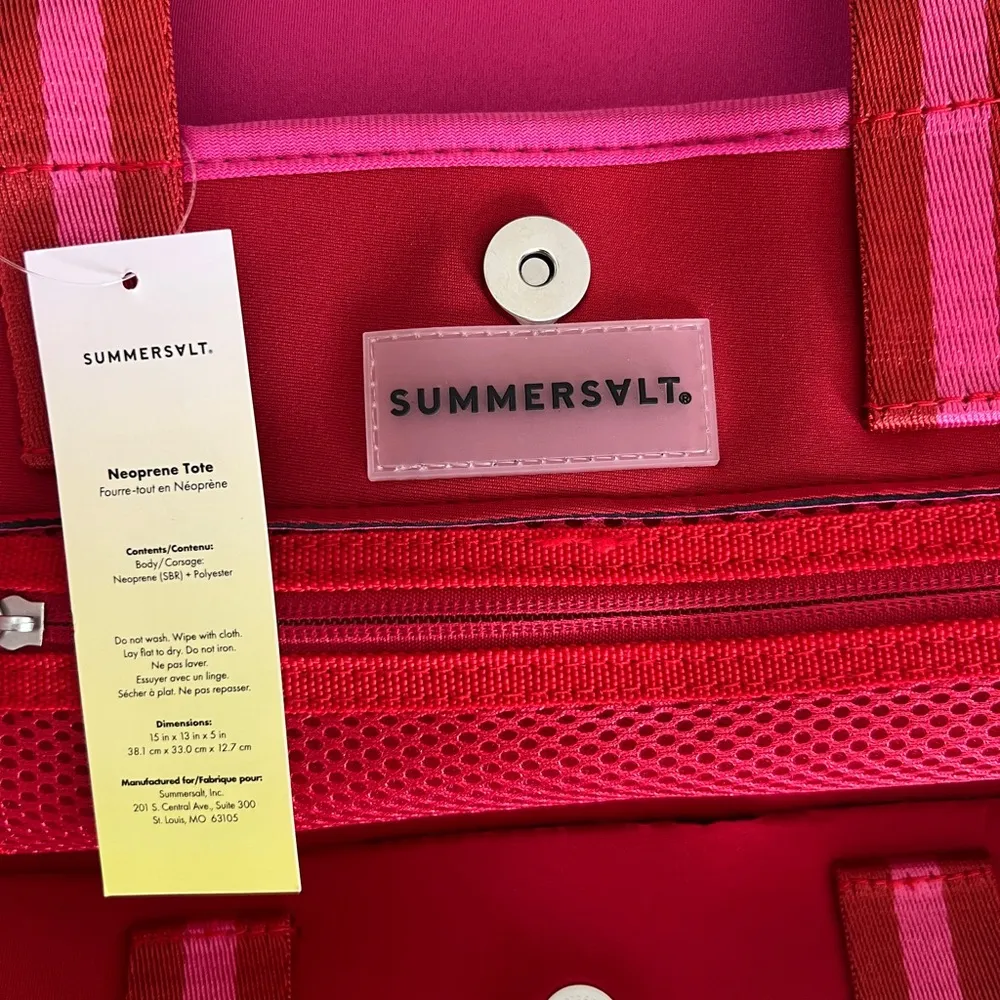 SUMMERSALT®
Neoprene Tote
Fourre-tout en Néoprène
Contents/Contenu:
Body/Corsage:
Neoprene (SBR) + Polyester
Do not wash. Wipe with cloth.
Lay flat to dry. Do not iron.
Ne pas laver.
Essuyer avec un linge.
Sécher à plat. Ne pas repasser.
Dimensions:
15 in x 13 in x 5 in
38.1 cm x 33.0 cm x 12.7 cm
Manufactured for/Fabrique pour:
Summersalt, Inc.
201 S. Central Ave., Suite 300
St. Louis, MO 63105
SUMMERSALT®